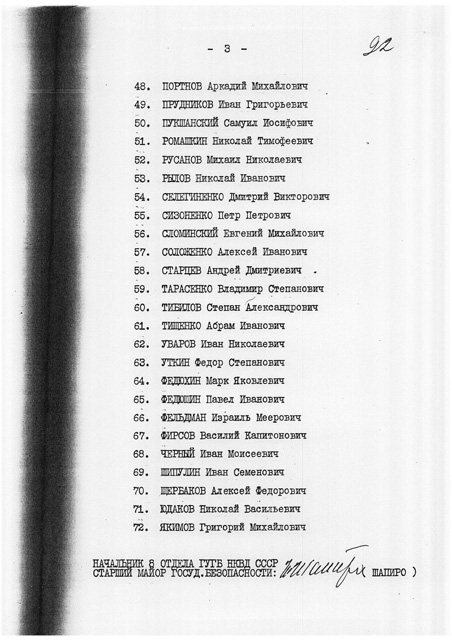 - 3 -
22
48. ПОРТНОВ Аркадий Михайлович
49. ПРУДНИКОВ Иван Григорьевич
50. ПУКШАНСКИЙ Самуил Иосифович
51. РОМАШКИН Николай Тимофеевич
52. РУСАНОВ Михаил Николаевич
53. РЫЛОВ Николай Иванович
54. СЕЛЕГИНЕНКО Дмитрий Викторович
55. СИЗОНЕНКО Петр Петрович
56. СЛОМИНСКИЙ Евгений Михайлович
57. СОЛОЖЕНКО Алексей Иванович
58. СТАРЦЕВ Андрей Дмитриевич
59. ТАРАСЕНКО Владимир Степанович
60. ТИБИЛОВ Степан Александрович
61. ТИЩЕНКО Абрам Иванович
62. УВАРОВ Иван Николаевич
63. УТКИН Федор Степанович
64. ФЕДЮХИН Марк Яковлевич
65. ФЕДЮШИН Павел Иванович
66. ФЕЛЬДМАН Израиль Меерович
67. ФИРСОВ Василий Капитонович
68. ЧЕРНЫЙ Иван Моисеевич
69. ШИПУЛИН Иван Семенович
70. ЩЕРБАКОВ Алексей Федорович
71. ЮДАКОВ Николай Васильевич
72. ЯКИМОВ Григорий Михайлович
НАЧАЛЬНИК 8 ОТДЕЛА ГУГБ НКВД СССР
СТАРШИЙ МАЙОР ГОСУД.БЕЗОПАСНОСТИ: Шапиро ШАПИРО )